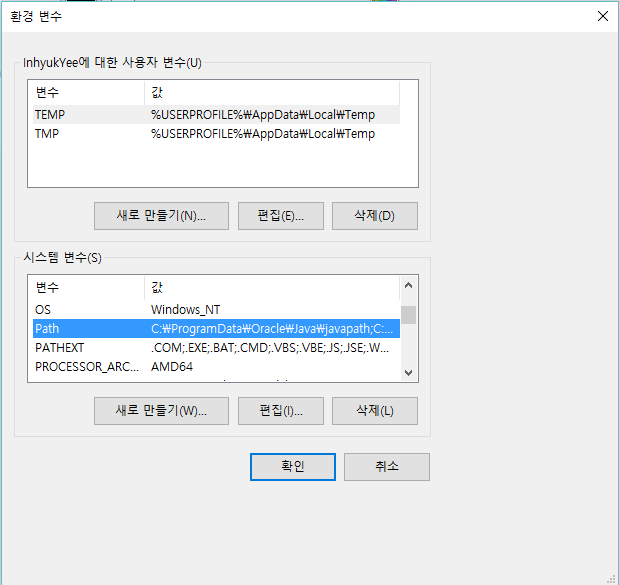 환경 변수
InhyukYee에 대한 사용자 변수(U)
변수 값
TEMP %USERPROFILE%₩AppData₩Local₩Temp
TMP %USERPROFILE%₩AppData₩Local₩Temp
새로 만들기(N)... 편집(E)... 삭제(D)
시스템 변수(S)
변수 값
OS Windows_NT
Path C:₩ProgramData₩Oracle₩Java₩javapath;C:...
PATHEXT .COM;.EXE;.BAT;.CMD;.VBS;.VBE;.JS;.JSE;.W...
PROCESSOR_ARC... AMD64
새로 만들기(W)... 편집(I)... 삭제(L)
확인 취소